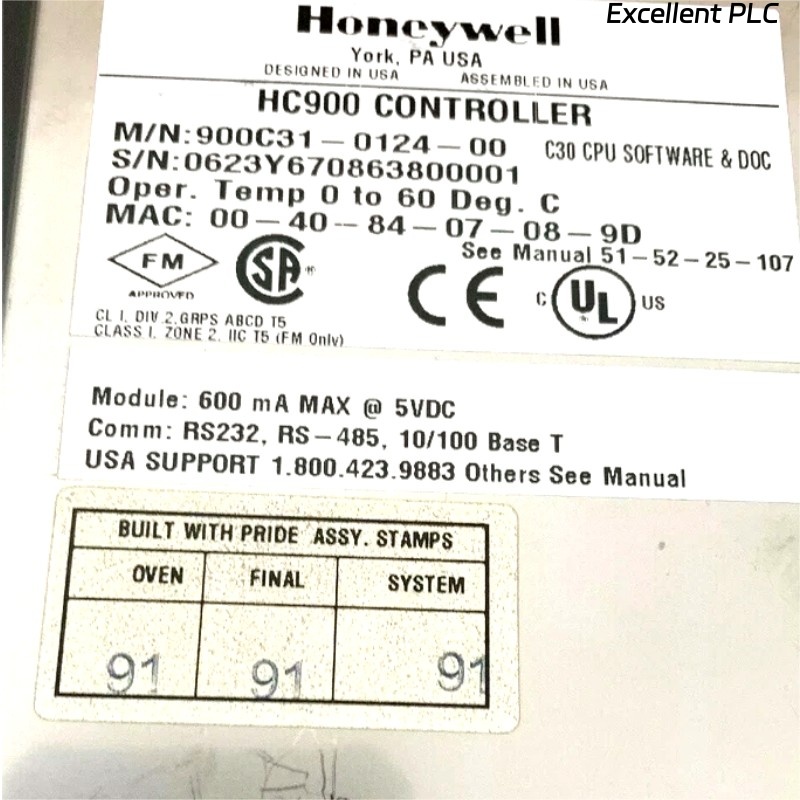 Excellent PLC
Honeywell
York, PA USA
DESIGNED IN USA ASSEMBLED IN USA
HC900 CONTROLLER
M/N:900C31-0124-00 C30 CPU SOFTWARE & DOC
S/N:0623Y670863800001
Oper. Temp 0 to 60 Deg. C
MAC: 00-40-84-07-08-9D
See Manual 51-52-25-107
FM
APPROVED
SA
CE
C UL US
CL I, DIV 2,GRPS ABCD T5
CLASS I, ZONE 2, IIC T5 (FM Only)
Module: 600 mA MAX @ 5VDC
Comm: RS232, RS-485, 10/100 Base T
USA SUPPORT 1.800.423.9883 Others See Manual
BUILT WITH PRIDE ASSY. STAMPS
OVEN FINAL SYSTEM
91 91 91